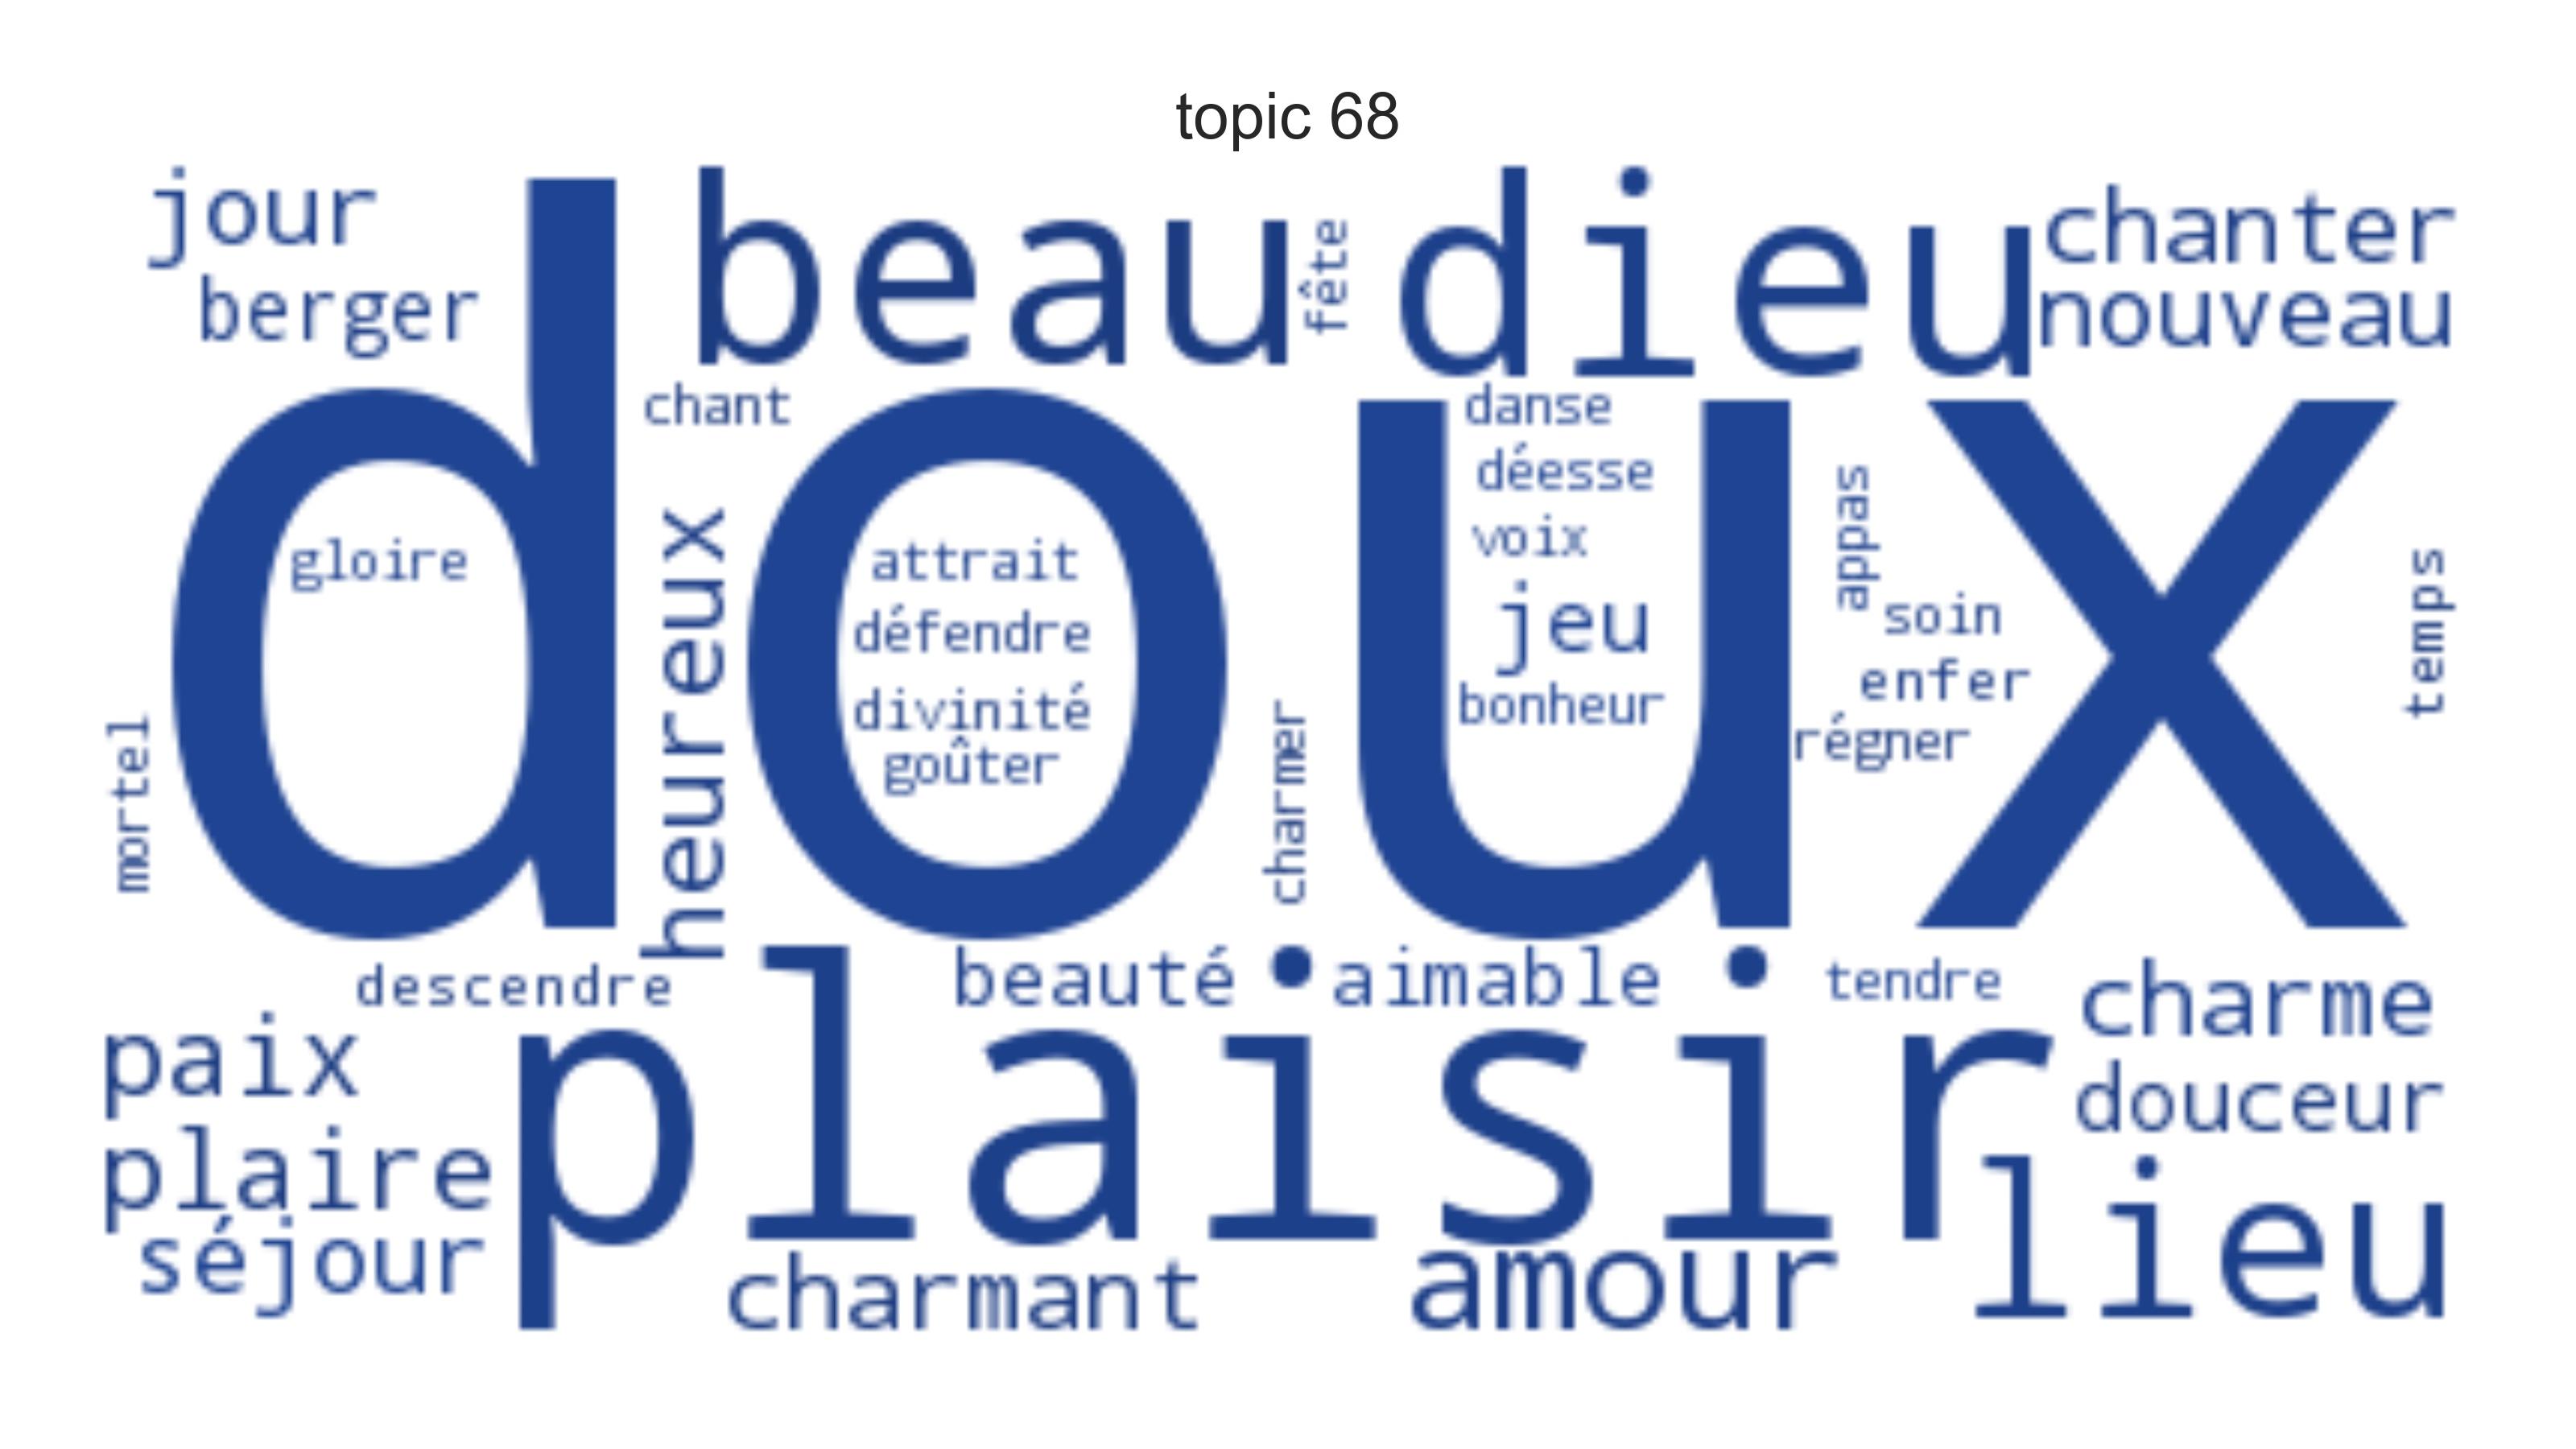 topic 68
jour
beau
fête
dieu
chanter
berger
nouveau
chant
danse
déesse
doux
appas
voix
gloire
attrait
heureux
jeu
soin
temps
défendre
enfer
divinité
bonheur
régner
goûter
charmer
mortel
descendre
beauté
aimable
tendre
charme
paix
plaisir
douceur
plaire
séjour
lieu
charmant
amour